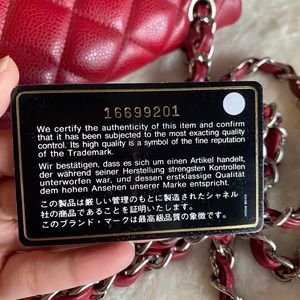 16699201
We certify the authenticity of this item and confirm
that it has been subjected to the most exacting quality
control. Its high quality is a symbol of the fine reputation
of the Trademark.
Wir bestätigen, dass es sich um einen Artikel handelt,
der während seiner Herstellung strengsten Kontrollen
unterworfen war, und dessen erstklassige Qualität
dem hohen Ansehen unserer Marke entspricht.
この製品は厳しい管理のもとに製造されたシャネル
社の商品であることを証明いたします。
このブランド・マークは最高級品質の象徴です。